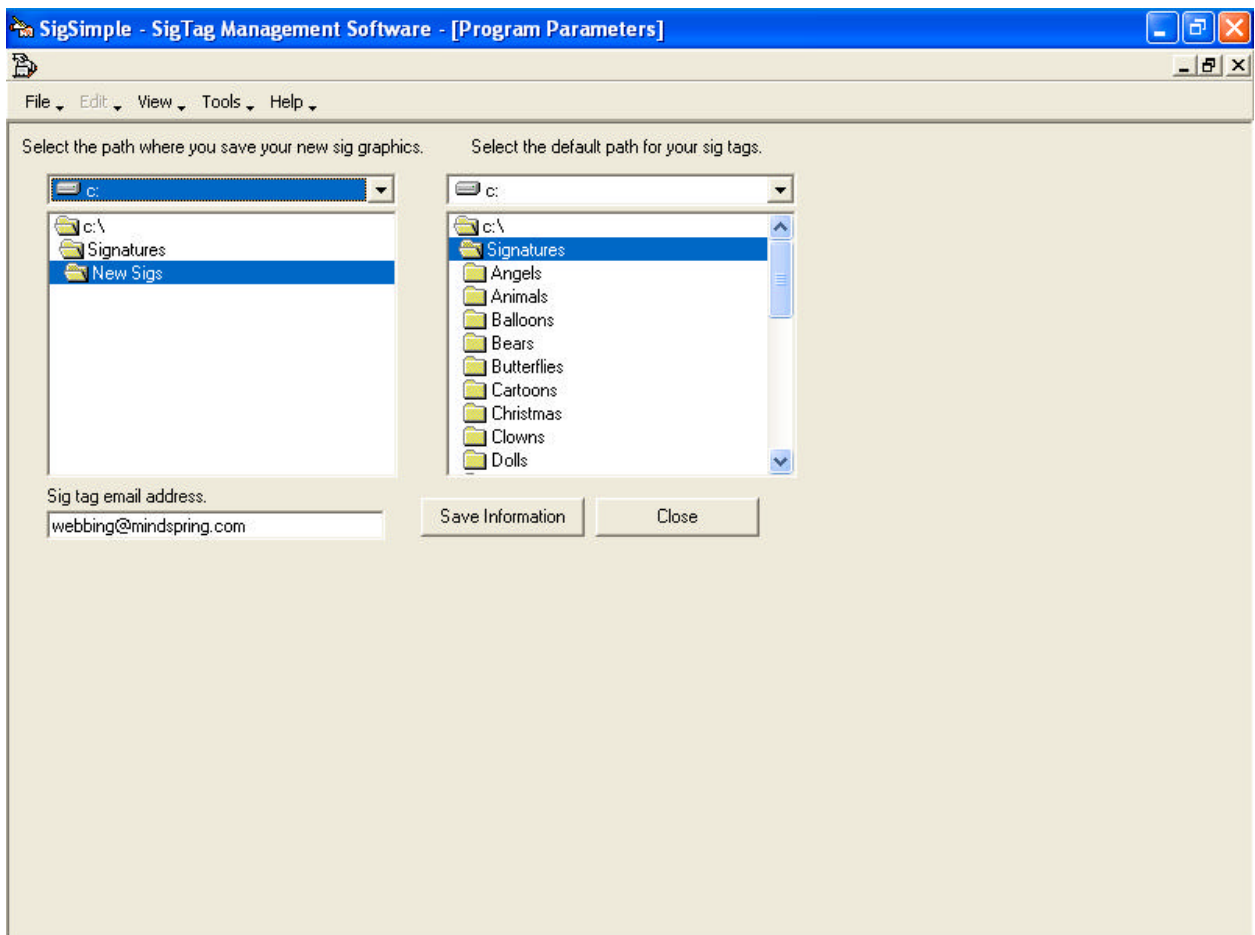 SigSimple - SigTag Management Software - [Program Parameters]
File Edit View Tools Help
Select the path where you save your new sig graphics.
Select the default path for your sig tags.
c:
c:\
Signatures
New Sigs
c:
c:\
Signatures
Angels
Animals
Balloons
Bears
Butterflies
Cartoons
Christmas
Clowns
Dolls
Sig tag email address.
webbing@mindspring.com
Save Information
Close